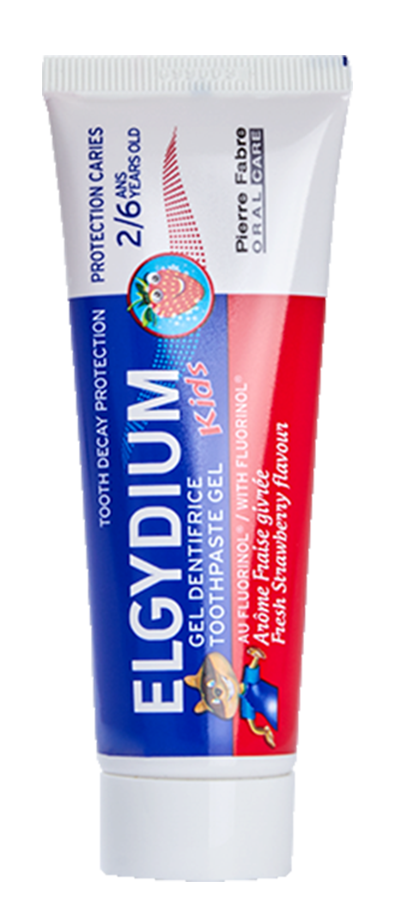 PROTECTION CARIES
2/6 ANS
YEARS OLD
Pierre Fabre
ORAL CARE
TOOTH DECAY PROTECTION
ELGYDIUM
Kids
GEL DENTIFRICE
TOOTHPASTE GEL
AU FLUORINOL® / WITH FLUORINOL®
Arôme Fraise givrée
Fresh Strawberry flavour